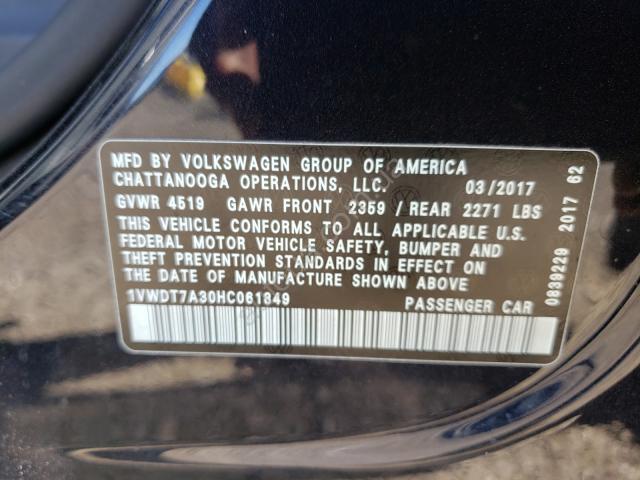 MFD BY VOLKSWAGEN GROUP OF AMERICA
CHATTANOOGA OPERATIONS, LLC. 03/2017
GVWR 4519 GAWR FRONT 2359 / REAR 2271 LBS
THIS VEHICLE CONFORMS TO ALL APPLICABLE U.S.
FEDERAL MOTOR VEHICLE SAFETY, BUMPER AND
THEFT PREVENTION STANDARDS IN EFFECT ON
THE DATE OF MANUFACTURE SHOWN ABOVE
1VWDT7A30HC061849 PASSENGER CAR
0839229 2017 62